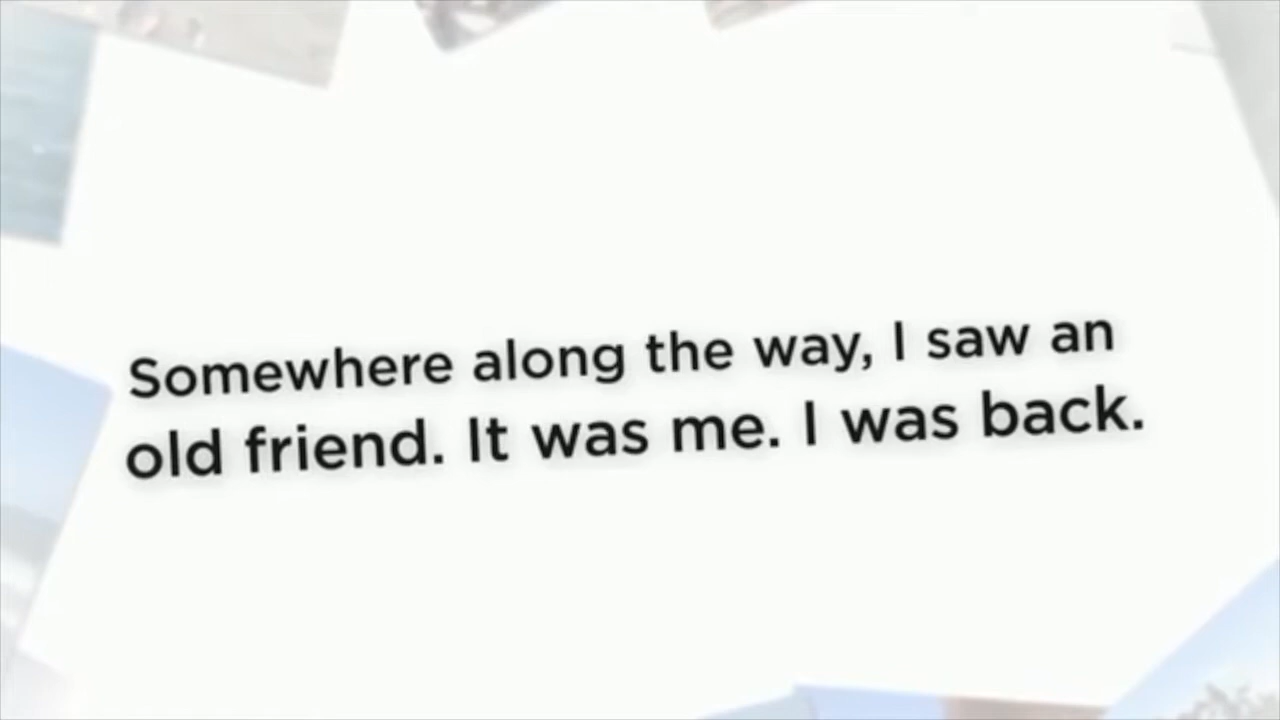 Somewhere along the way, I saw an
old friend. It was me. I was back.